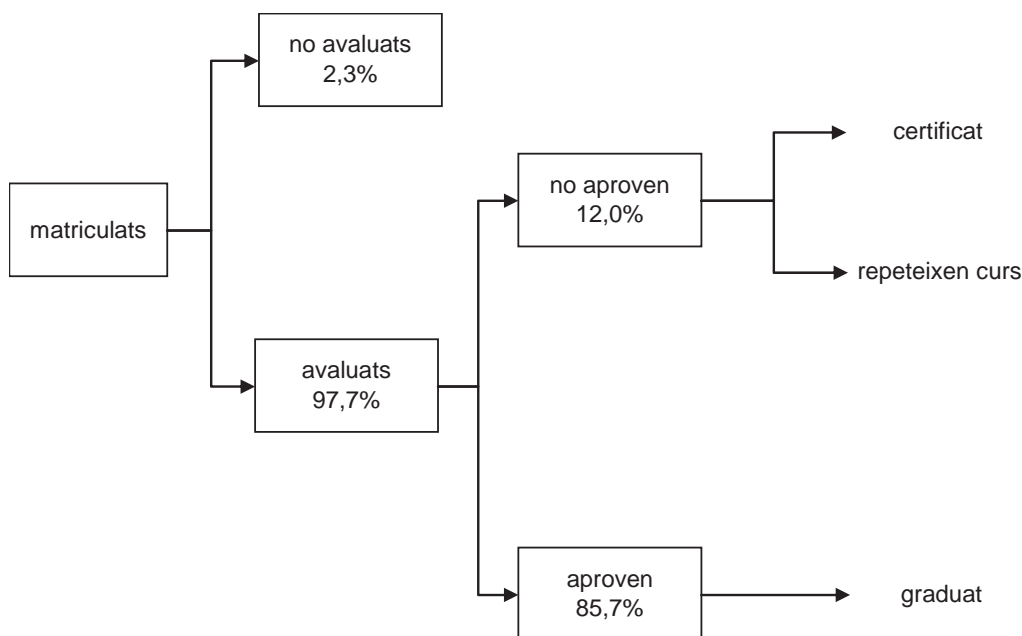 no avaluats
2,3%
certificat
no aproven
12,0%
matriculats
repeteixen curs
avaluats
97,7%
aproven
85,7%
graduat